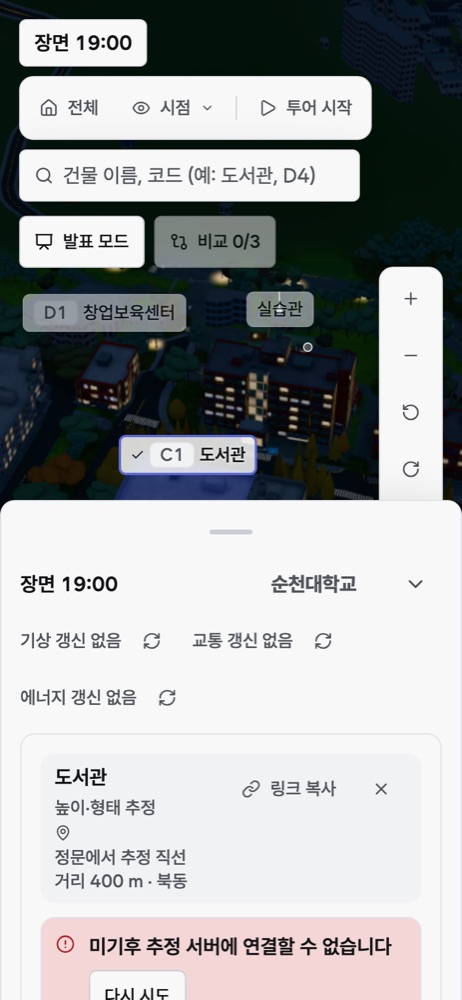 장면 19:00
전체 시점 투어 시작
건물 이름, 코드 (예: 도서관, D4)
발표 모드 비교 0/3
D1 창업보육센터 실습관
C1 도서관
장면 19:00 순천대학교
기상 갱신 없음 교통 갱신 없음
에너지 갱신 없음
도서관 링크 복사
높이·형태 추정
정문에서 추정 직선
거리 400 m · 북동
미기후 추정 서버에 연결할 수 없습니다
다시 시도